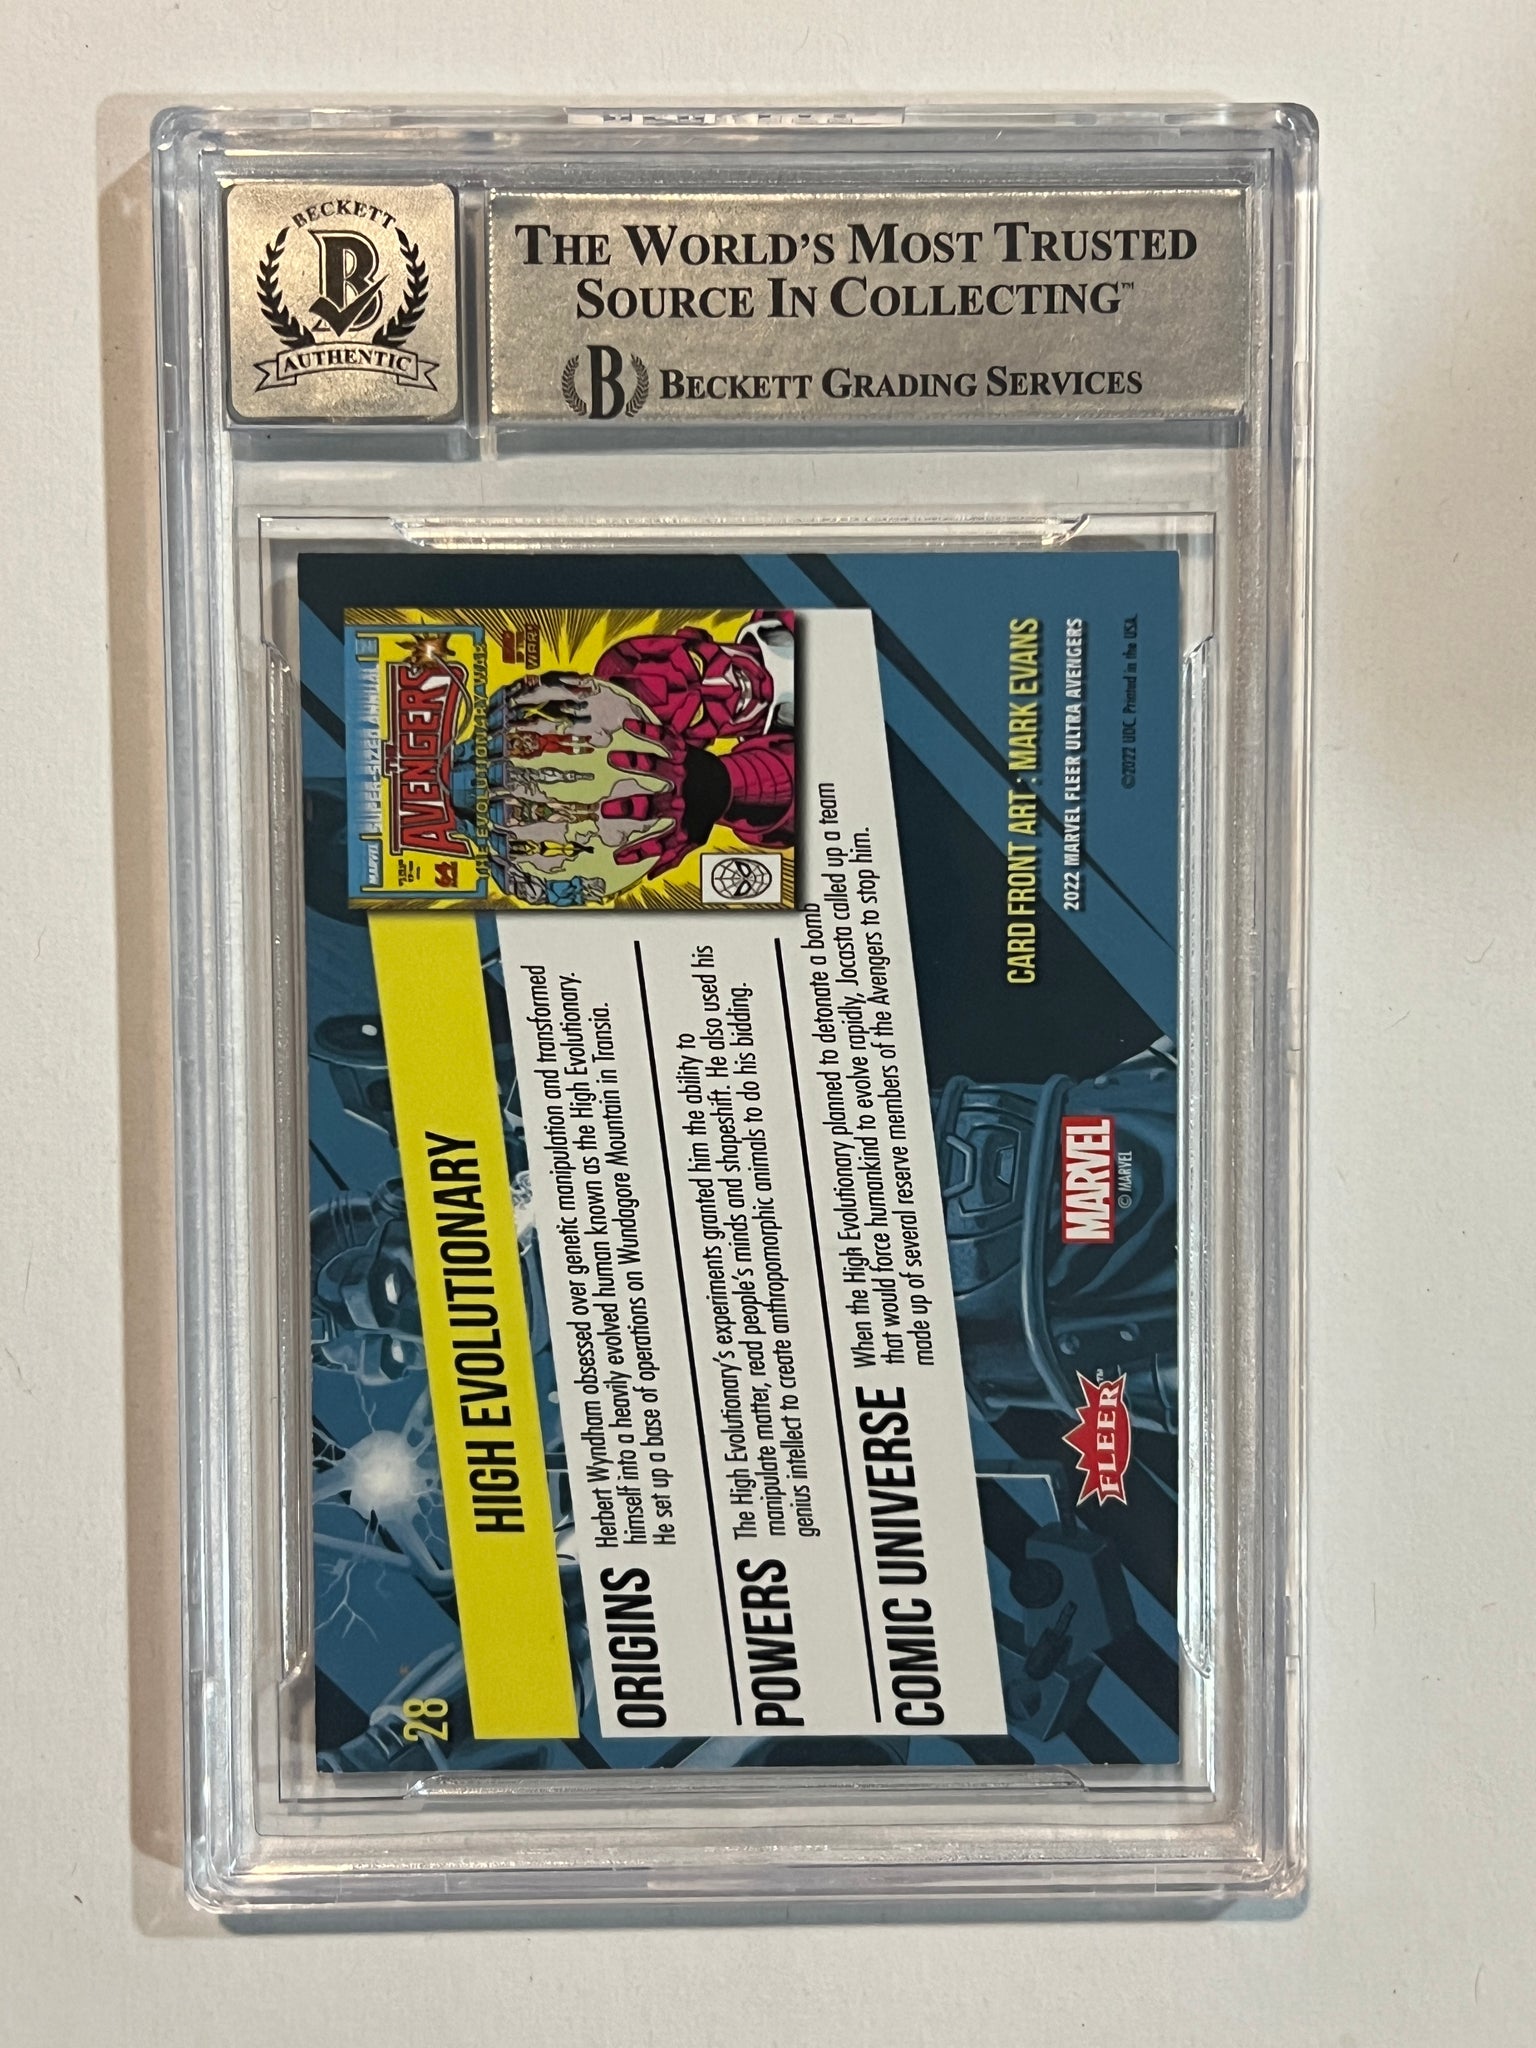 BECKETT
AUTHENTIC
THE WORLD'S MOST TRUSTED
SOURCE IN COLLECTING™
B BECKETT GRADING SERVICES
28
HIGH EVOLUTIONARY
MARVEL SUPER-SIZED ANNUAL
THE
AVENGERS
THE EVOLUTIONARY WAR
ORIGINS
Herbert Wyndham obsessed over genetic manipulation and transformed
himself into a heavily evolved human known as the High Evolutionary.
He set up a base of operations on Wundagore Mountain in Transia.
POWERS
The High Evolutionary's experiments granted him the ability to
manipulate matter, read people's minds and shapeshift. He also used his
genius intellect to create anthropomorphic animals to do his bidding.
COMIC UNIVERSE
When the High Evolutionary planned to detonate a bomb
that would force humankind to evolve rapidly, Jocasta called up a team
made up of several reserve members of the Avengers to stop him.
FLEER™
MARVEL
© MARVEL
CARD FRONT ART : MARK EVANS
2022 MARVEL FLEER ULTRA AVENGERS
©2022 UDC. Printed in the USA.